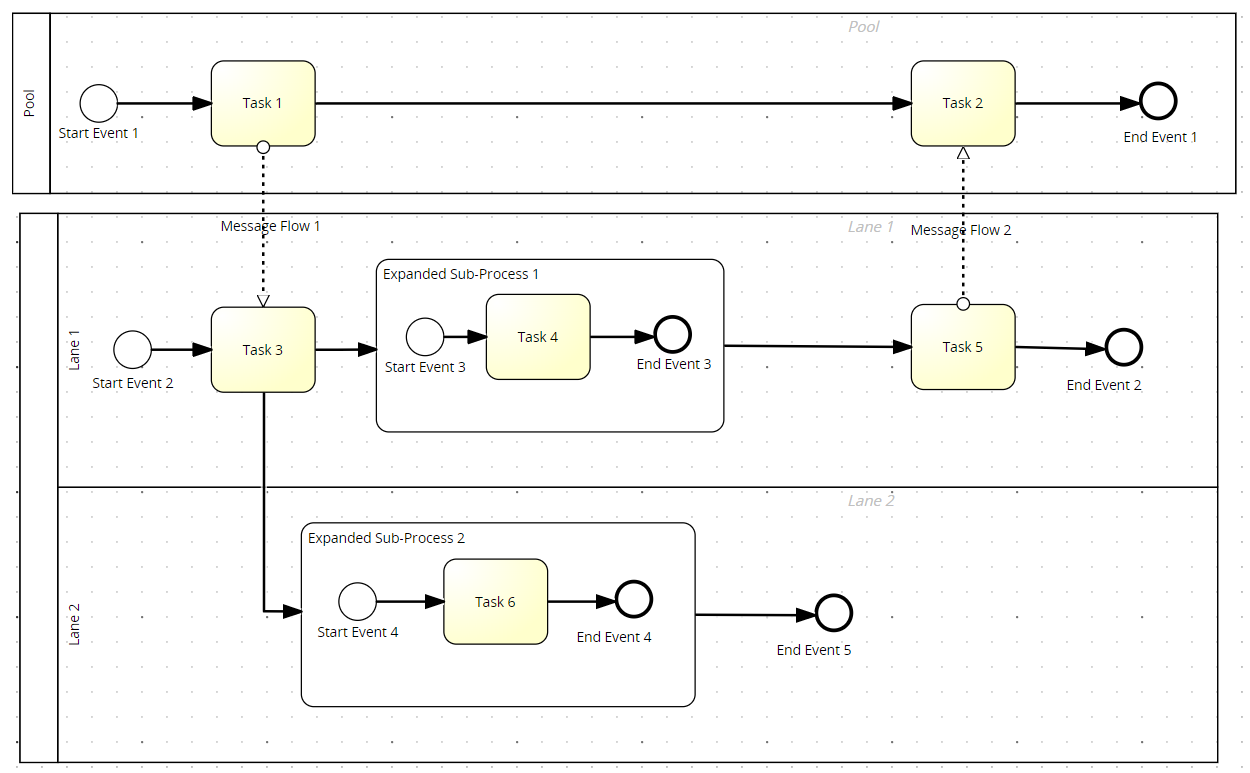 Pool
Pool
Start Event 1
Task 1
Task 2
End Event 1
Message Flow 1
Lane 1
Message Flow 2
Lane 1
Start Event 2
Task 3
Expanded Sub-Process 1
Start Event 3
Task 4
End Event 3
Task 5
End Event 2
Lane 2
Lane 2
Expanded Sub-Process 2
Start Event 4
Task 6
End Event 4
End Event 5